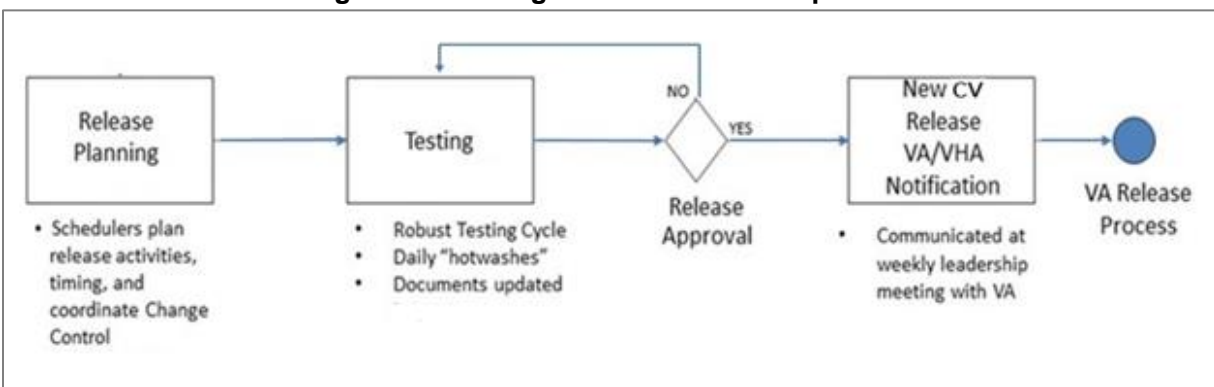 Release
Planning
• Schedulers plan
release activities,
timing, and
coordinate Change
Control
Testing
• Robust Testing Cycle
• Daily “hotwashes”
• Documents updated
NO
YES
Release
Approval
New CV
Release
VA/VHA
Notification
• Communicated at
weekly leadership
meeting with VA
VA Release
Process